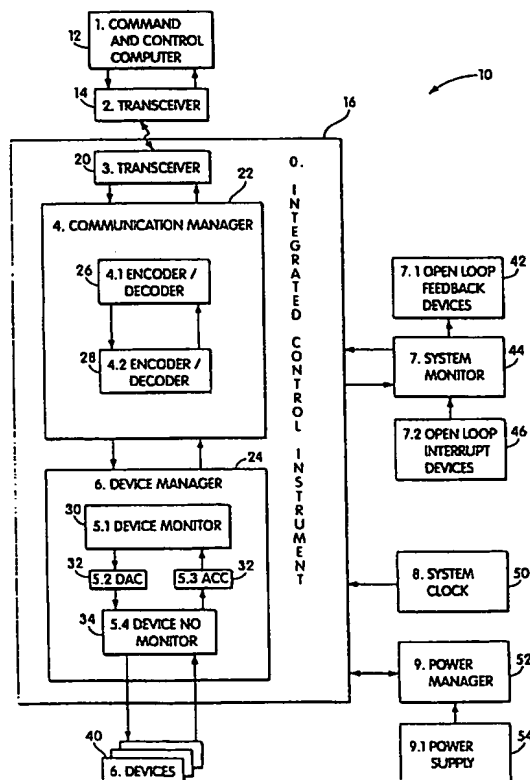 12
1. COMMAND
AND CONTROL
COMPUTER
10
14
2. TRANSCEIVER
16
20
3. TRANSCEIVER
22
0. INTEGRATED CONTROL INSTRUMENT
4. COMMUNICATION MANAGER
26
4.1 ENCODER /
DECODER
28
4.2 ENCODER /
DECODER
7.1 OPEN LOOP
FEEDBACK
DEVICES
42
7. SYSTEM
MONITOR
44
7.2 OPEN LOOP
INTERRUPT
DEVICES
46
24
6. DEVICE MANAGER
30
5.1 DEVICE MONITOR
32
5.2 DAC
5.3 ACC
32
34
5.4 DEVICE NO
MONITOR
8. SYSTEM
CLOCK
50
9. POWER
MANAGER
52
9.1 POWER
SUPPLY
54
40
6. DEVICES